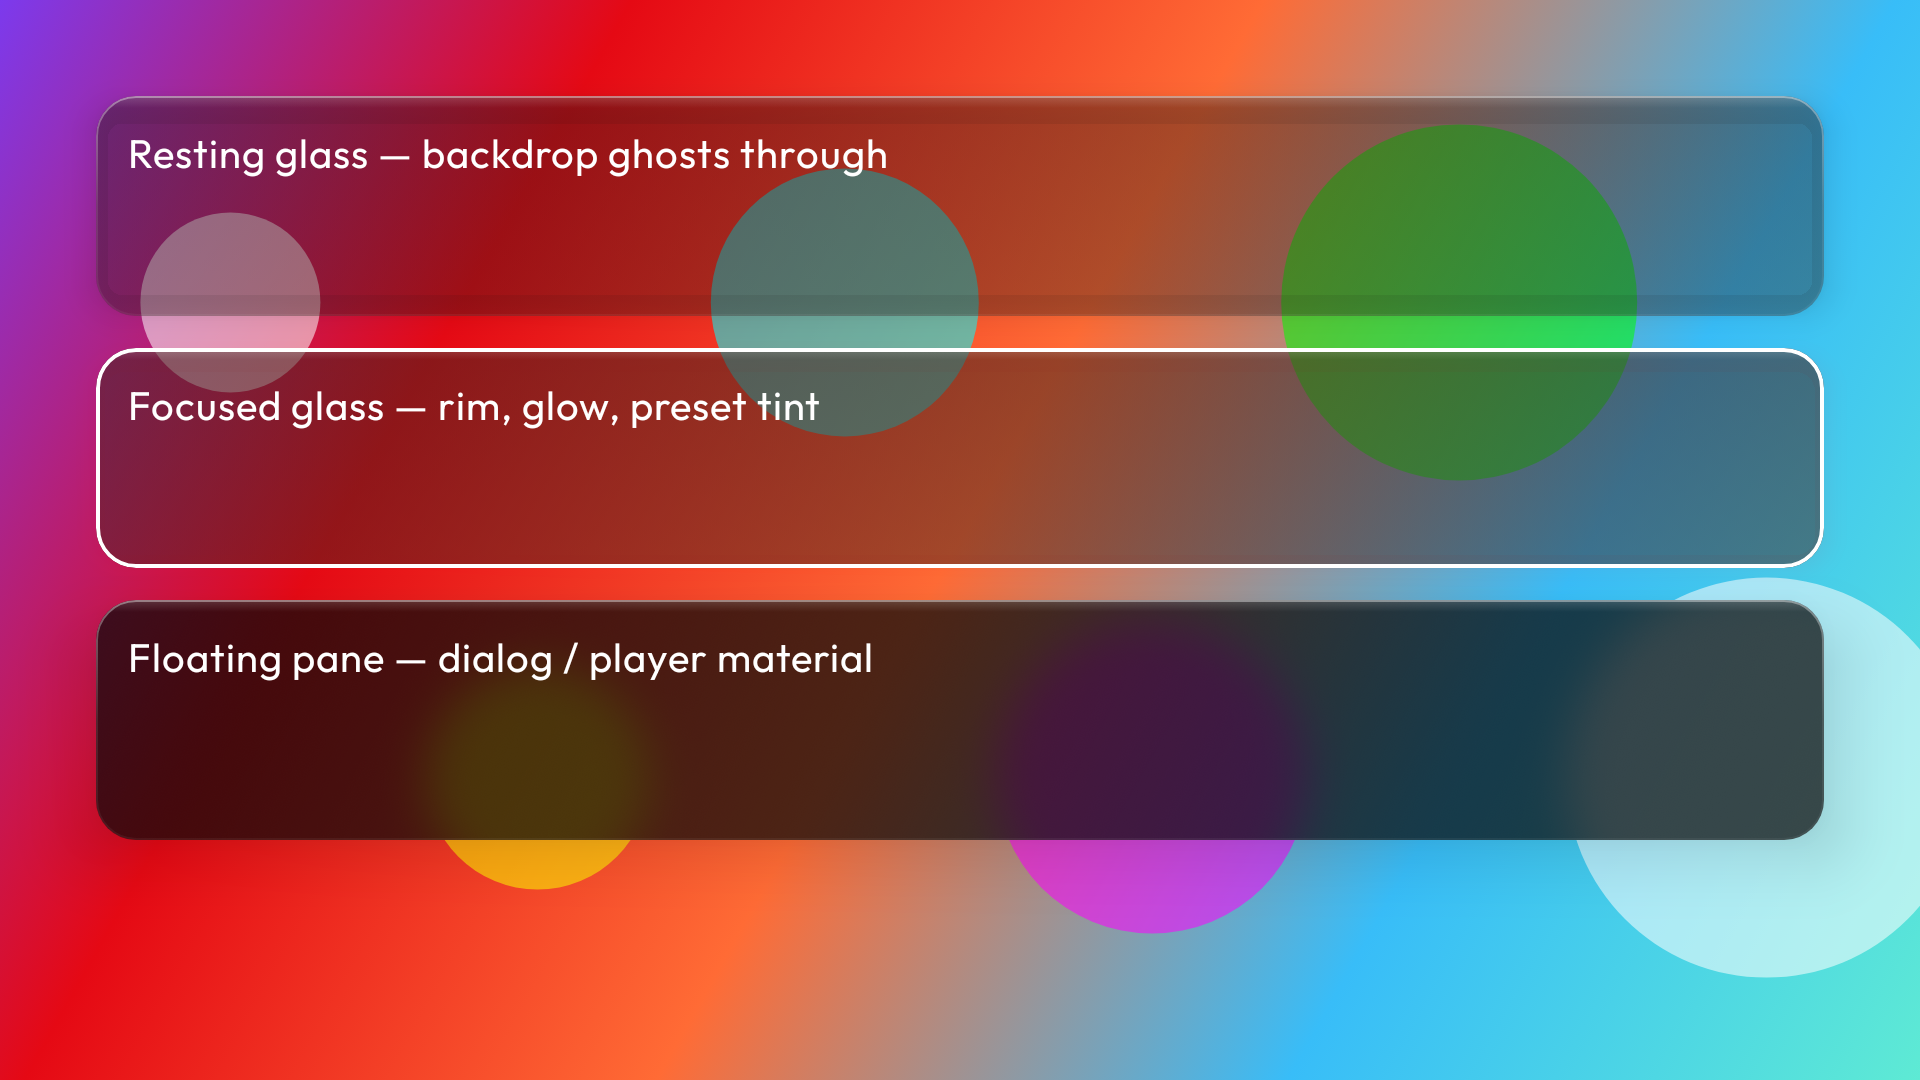 Resting glass — backdrop ghosts through
Focused glass — rim, glow, preset tint
Floating pane — dialog / player material